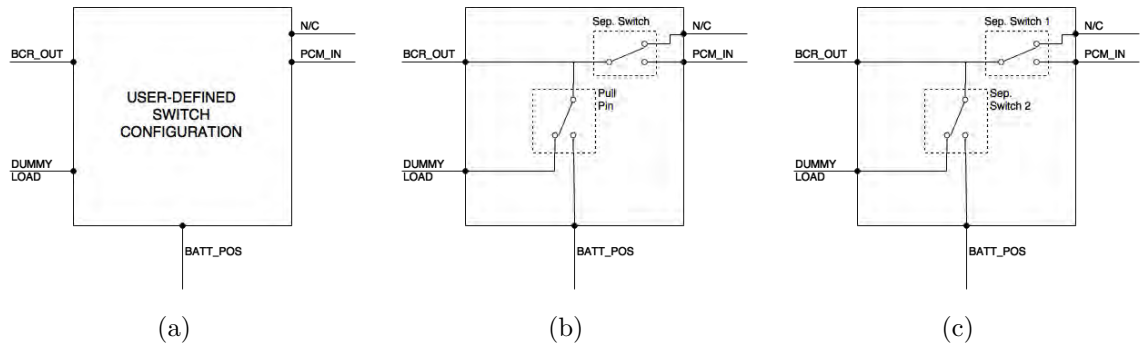 N/C
BCR_OUT
PCM_IN
USER-DEFINED
SWITCH
CONFIGURATION
DUMMY
LOAD
BATT_POS
(a)
Sep. Switch
N/C
BCR_OUT
PCM_IN
Pull
Pin
DUMMY
LOAD
BATT_POS
(b)
Sep. Switch 1
N/C
BCR_OUT
PCM_IN
Sep.
Switch 2
DUMMY
LOAD
BATT_POS
(c)